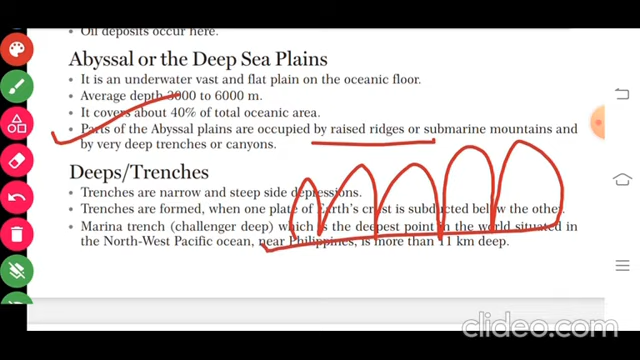 • Oil deposits occur here.
Abyssal or the Deep Sea Plains
• It is an underwater vast and flat plain on the oceanic floor.
• Average depth 3000 to 6000 m.
• It covers about 40% of total oceanic area.
• Parts of the Abyssal plains are occupied by raised ridges or submarine mountains and
by very deep trenches or canyons.
Deeps/Trenches
• Trenches are narrow and steep side depressions.
• Trenches are formed, when one plate of Earth's crest is subducted below the other.
• Marina trench (challenger deep) which is the deepest point in the world situated in
the North-West Pacific ocean, near Philippines, is more than 11 km deep.
clideo.com